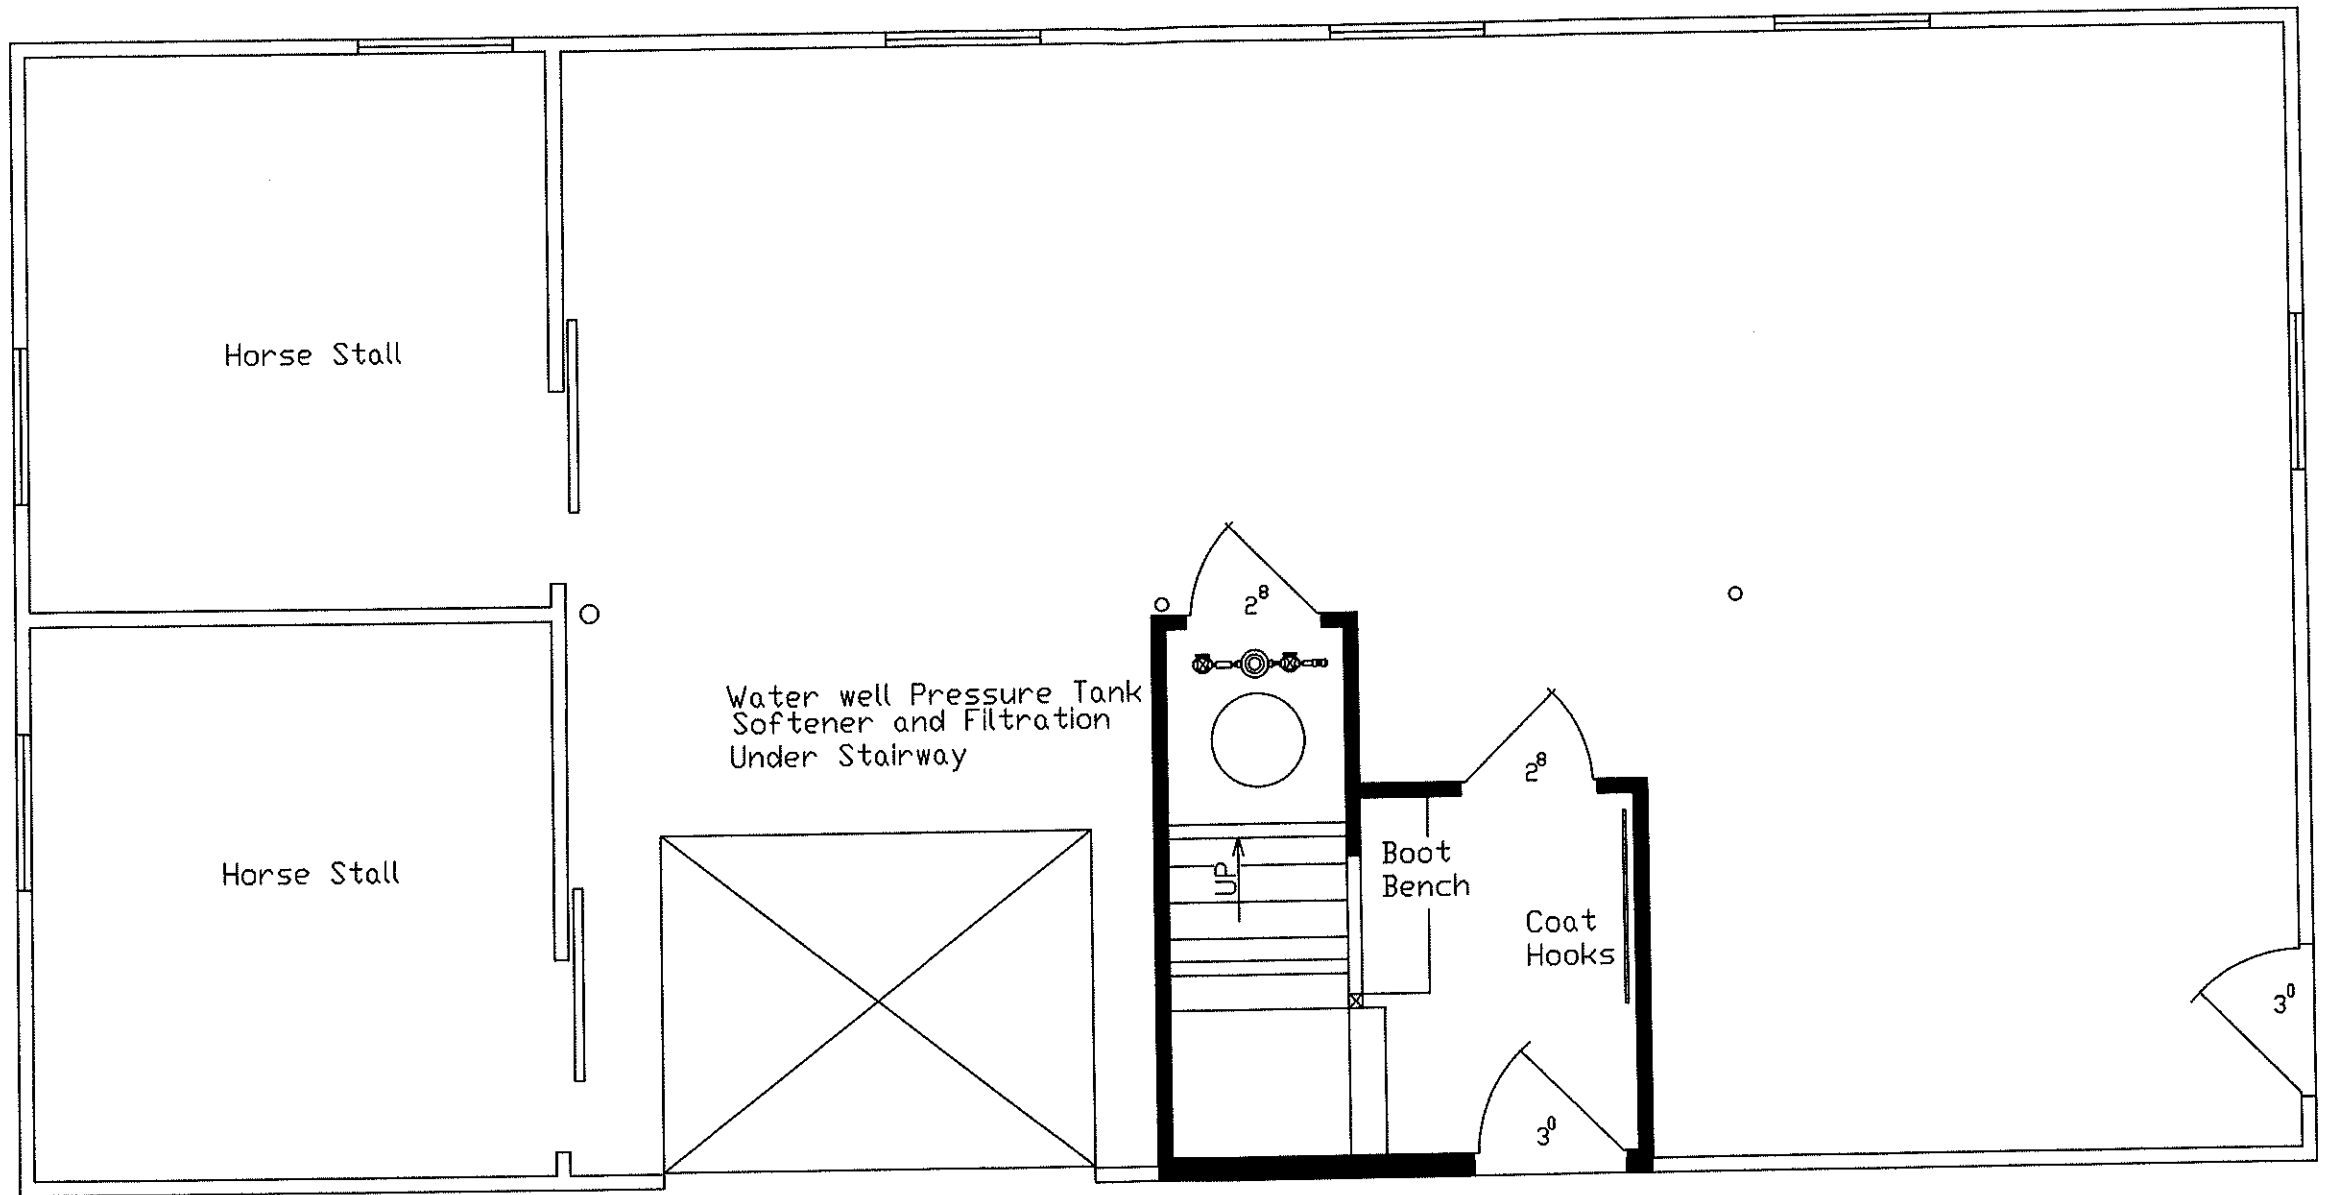 Horse Stall
2⁸
Water well Pressure Tank
Softener and Filtration
Under Stairway
2⁸
UP
Boot
Bench
Horse Stall
Coat
Hooks
3⁰
3⁰